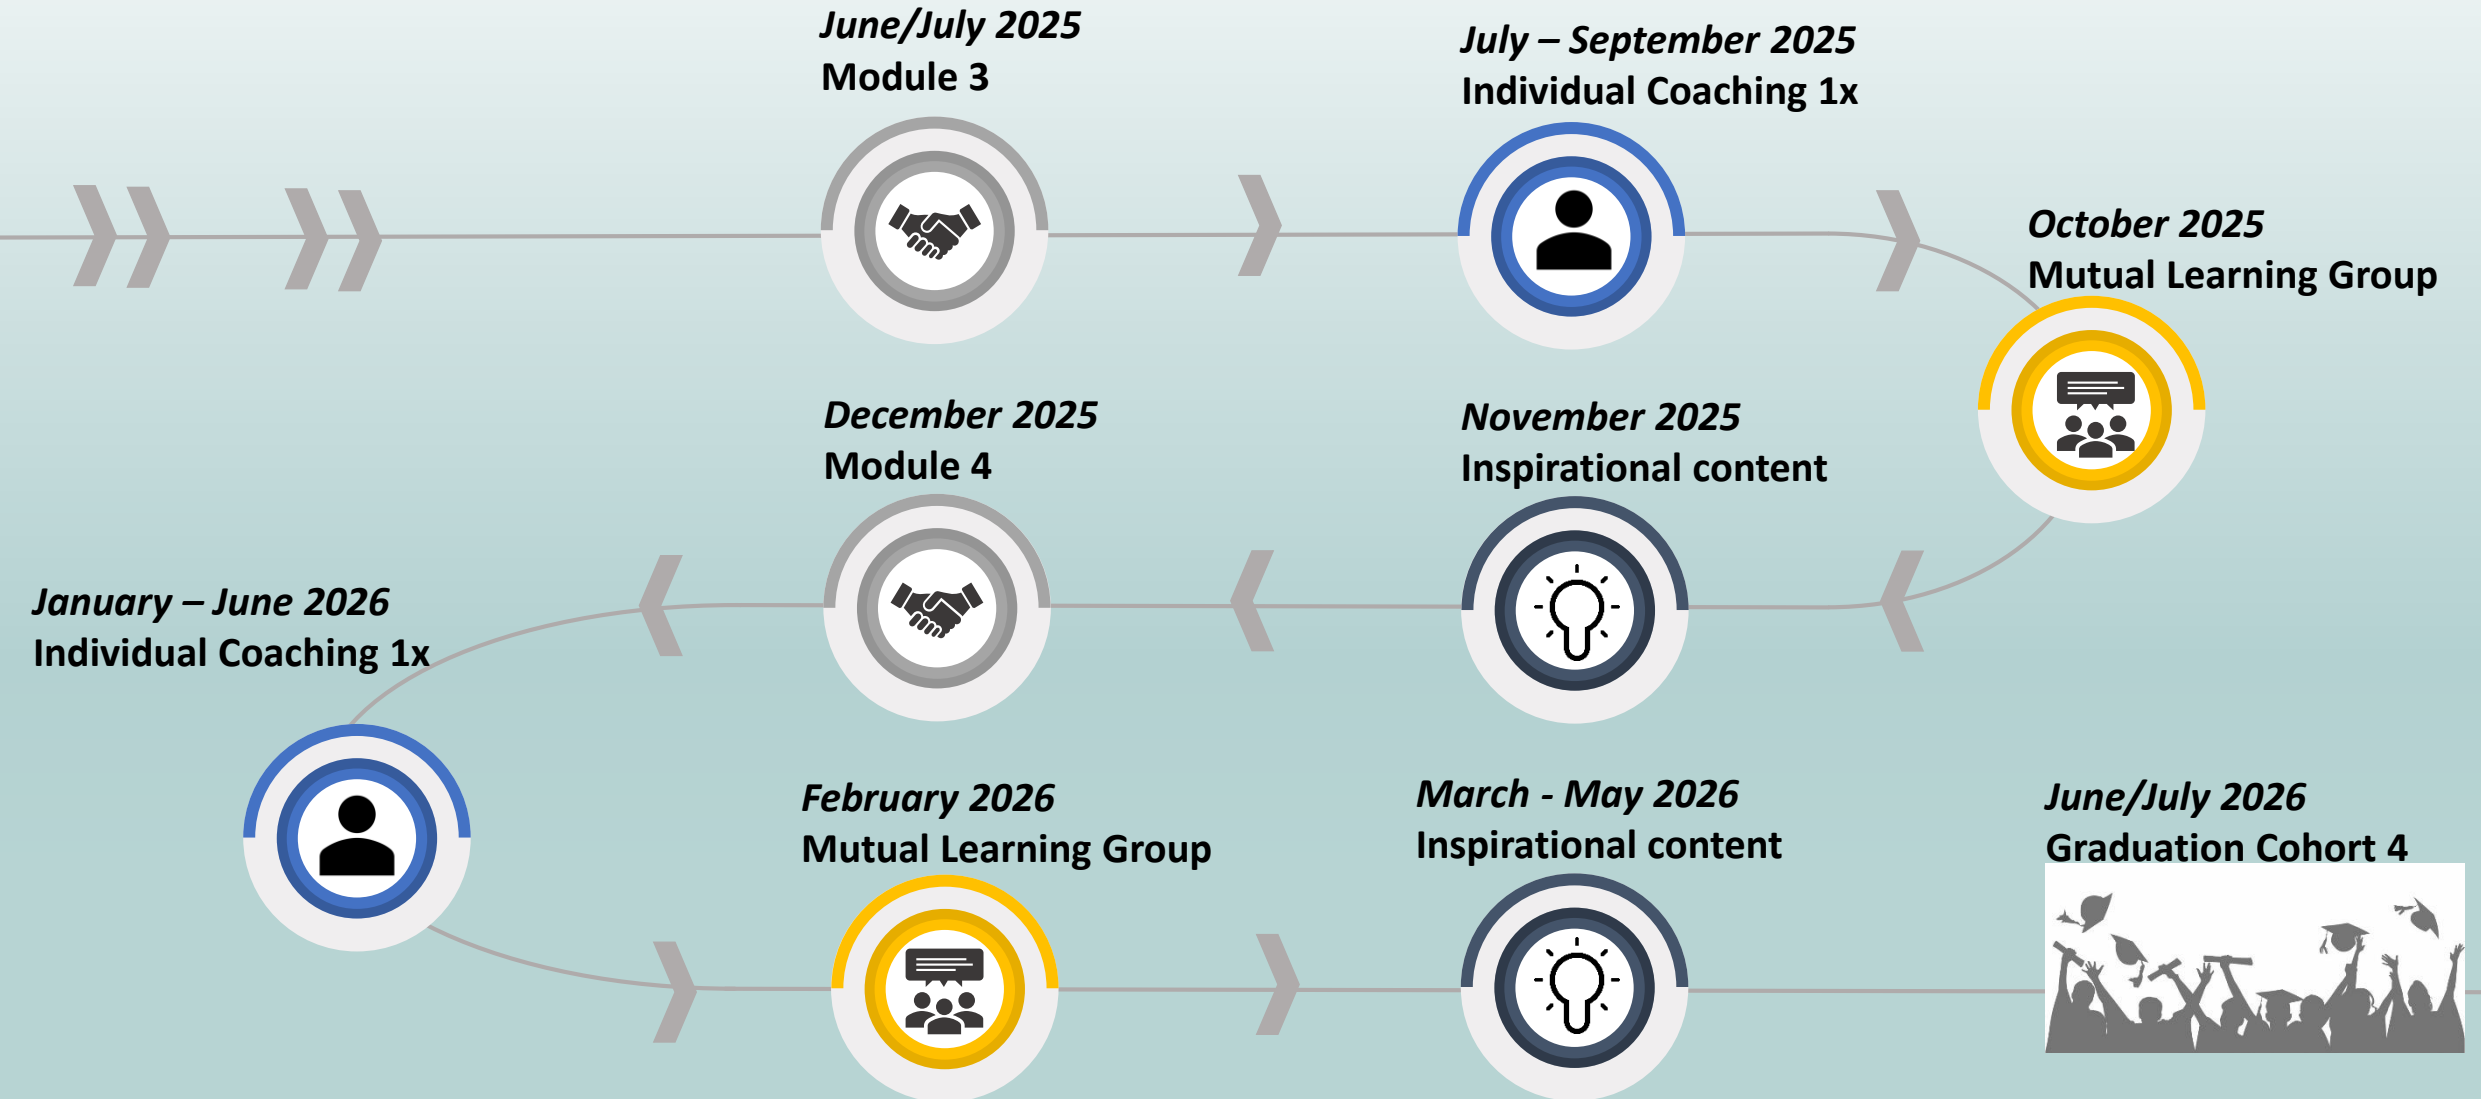 June/July 2025
Module 3
July – September 2025
Individual Coaching 1x
October 2025
Mutual Learning Group
November 2025
Inspirational content
December 2025
Module 4
January – June 2026
Individual Coaching 1x
February 2026
Mutual Learning Group
March - May 2026
Inspirational content
June/July 2026
Graduation Cohort 4